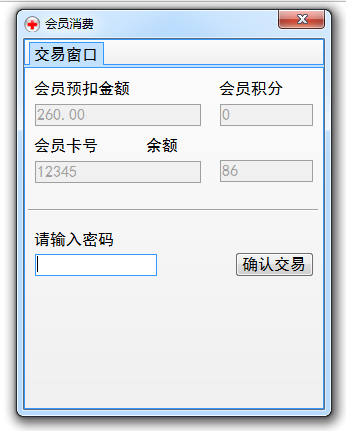 会员消费
交易窗口
会员预扣金额 会员积分
260.00 0
会员卡号 余额
12345 86
请输入密码
确认交易